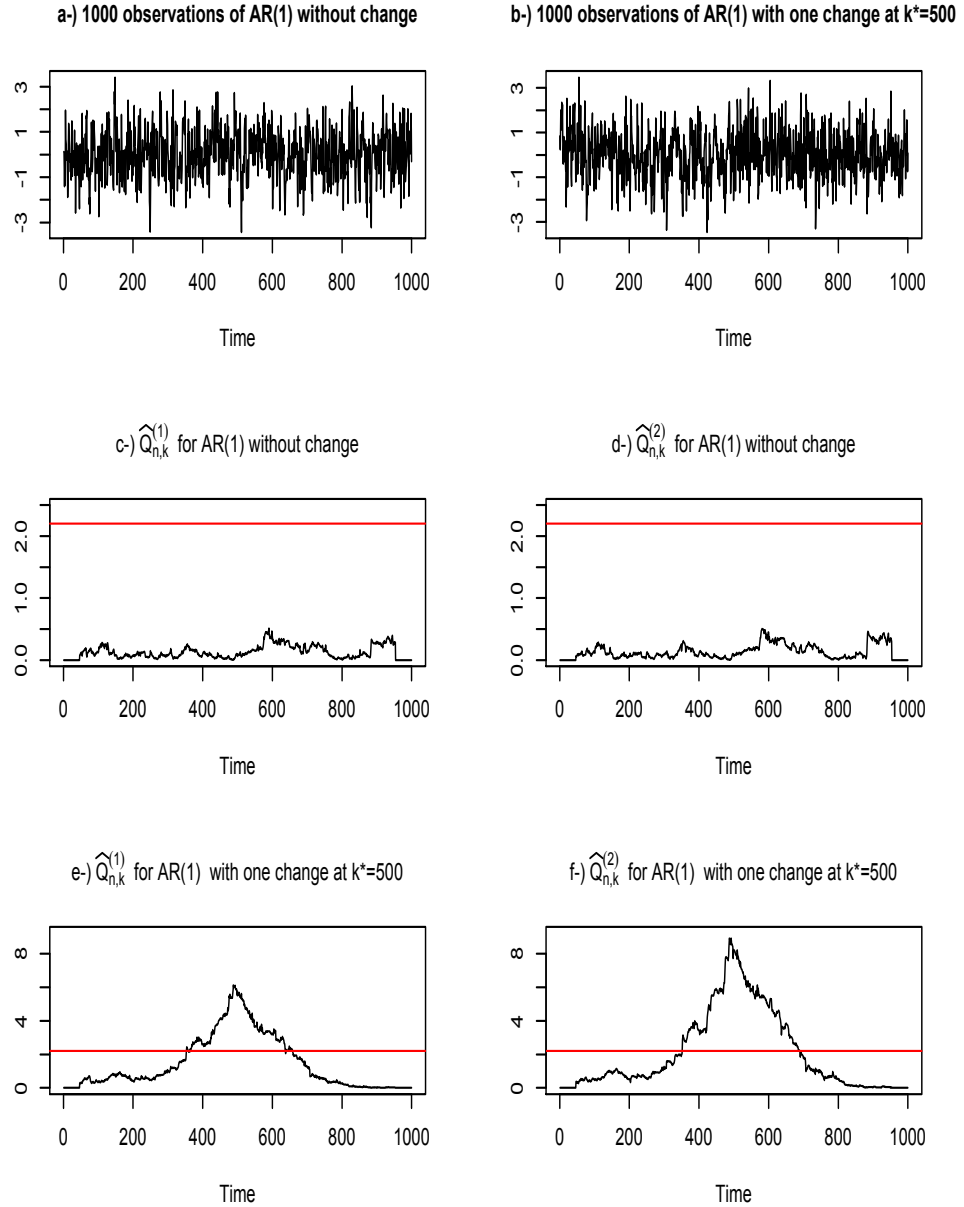 a-) 1000 observations of AR(1) without change
3
1
-1
-3
0 200 400 600 800 1000
Time
b-) 1000 observations of AR(1) with one change at k*=500
3
1
-1
-3
0 200 400 600 800 1000
Time
c-) Q̂n,k(1) for AR(1) without change
2.0
1.0
0.0
0 200 400 600 800 1000
Time
d-) Q̂n,k(2) for AR(1) without change
2.0
1.0
0.0
0 200 400 600 800 1000
Time
e-) Q̂n,k(1) for AR(1) with one change at k*=500
8
4
0
0 200 400 600 800 1000
Time
f-) Q̂n,k(2) for AR(1) with one change at k*=500
8
4
0
0 200 400 600 800 1000
Time